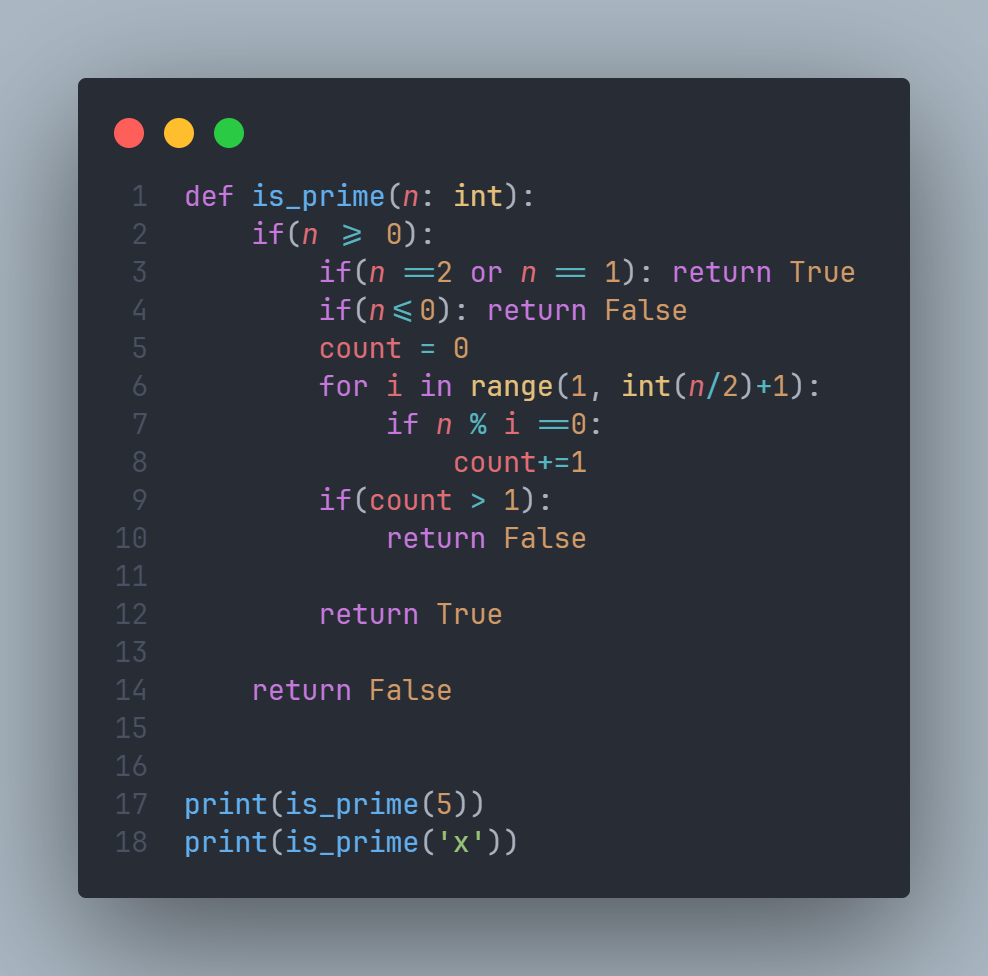 1 def is_prime(n: int):
2     if(n >= 0):
3         if(n ==2 or n == 1): return True
4         if(n<=0): return False
5         count = 0
6         for i in range(1, int(n/2)+1):
7             if n % i ==0:
8                 count+=1
9         if(count > 1):
10             return False
11
12         return True
13
14     return False
15
16
17 print(is_prime(5))
18 print(is_prime('x'))